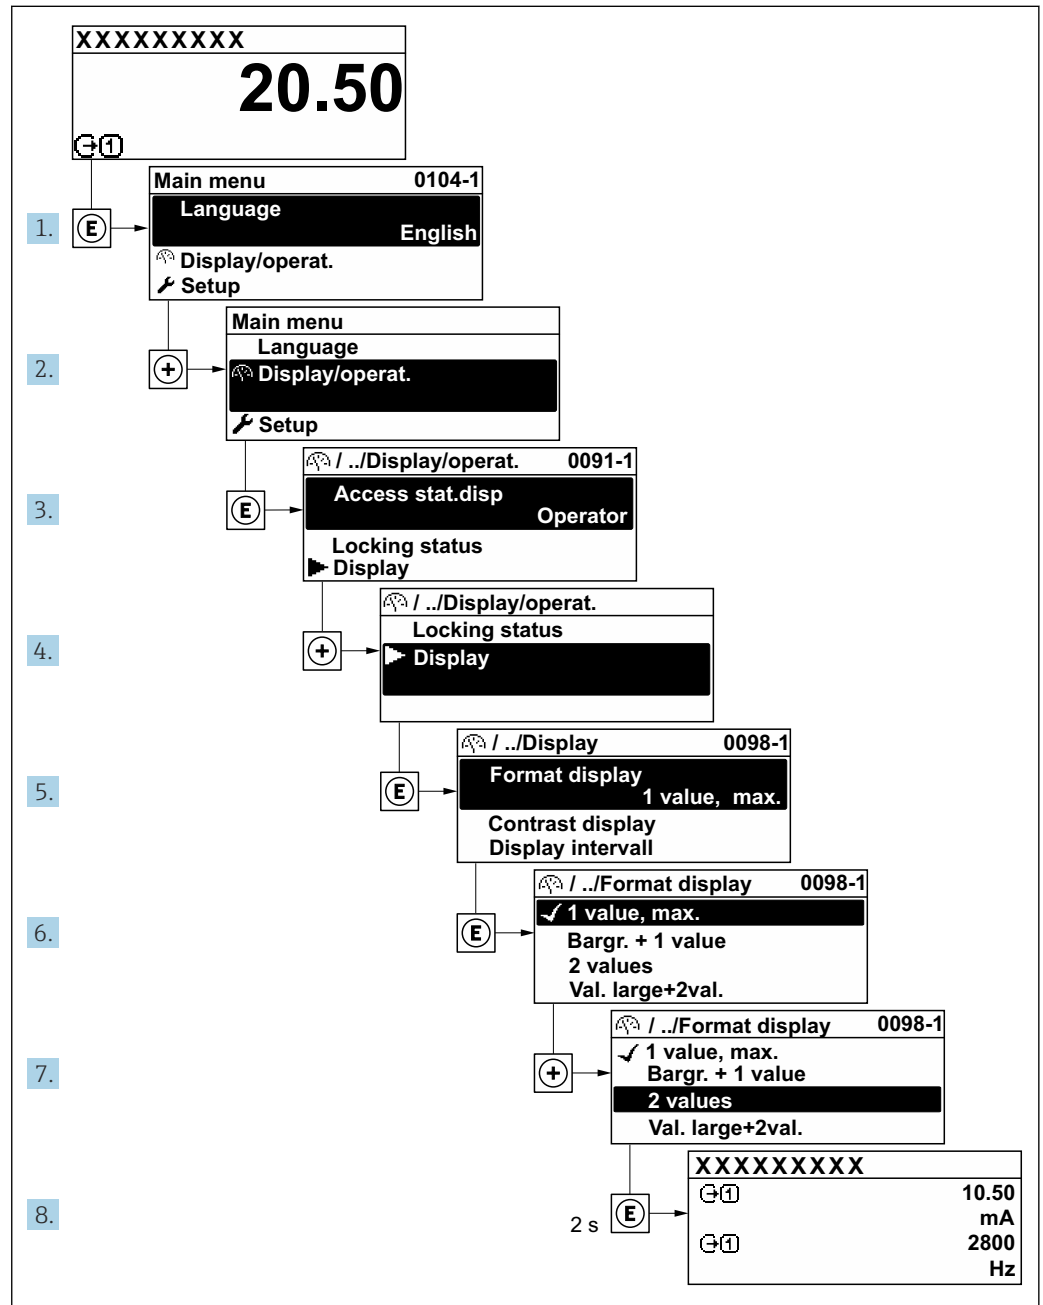 XXXXXXXXX
20.50
1
Main menu 0104-1
Language
English
Display/operat.
Setup
1. E
Main menu
Language
Display/operat.
Setup
2. +
/ ../Display/operat. 0091-1
Access stat.disp
Operator
Locking status
Display
3. E
/ ../Display/operat.
Locking status
Display
4. +
/ ../Display 0098-1
Format display
1 value, max.
Contrast display
Display intervall
5. E
/ ../Format display 0098-1
1 value, max.
Bargr. + 1 value
2 values
Val. large+2val.
6. E
/ ../Format display 0098-1
1 value, max.
Bargr. + 1 value
2 values
Val. large+2val.
7. +
XXXXXXXXX
1 10.50
mA
1 2800
Hz
8. 2 s E